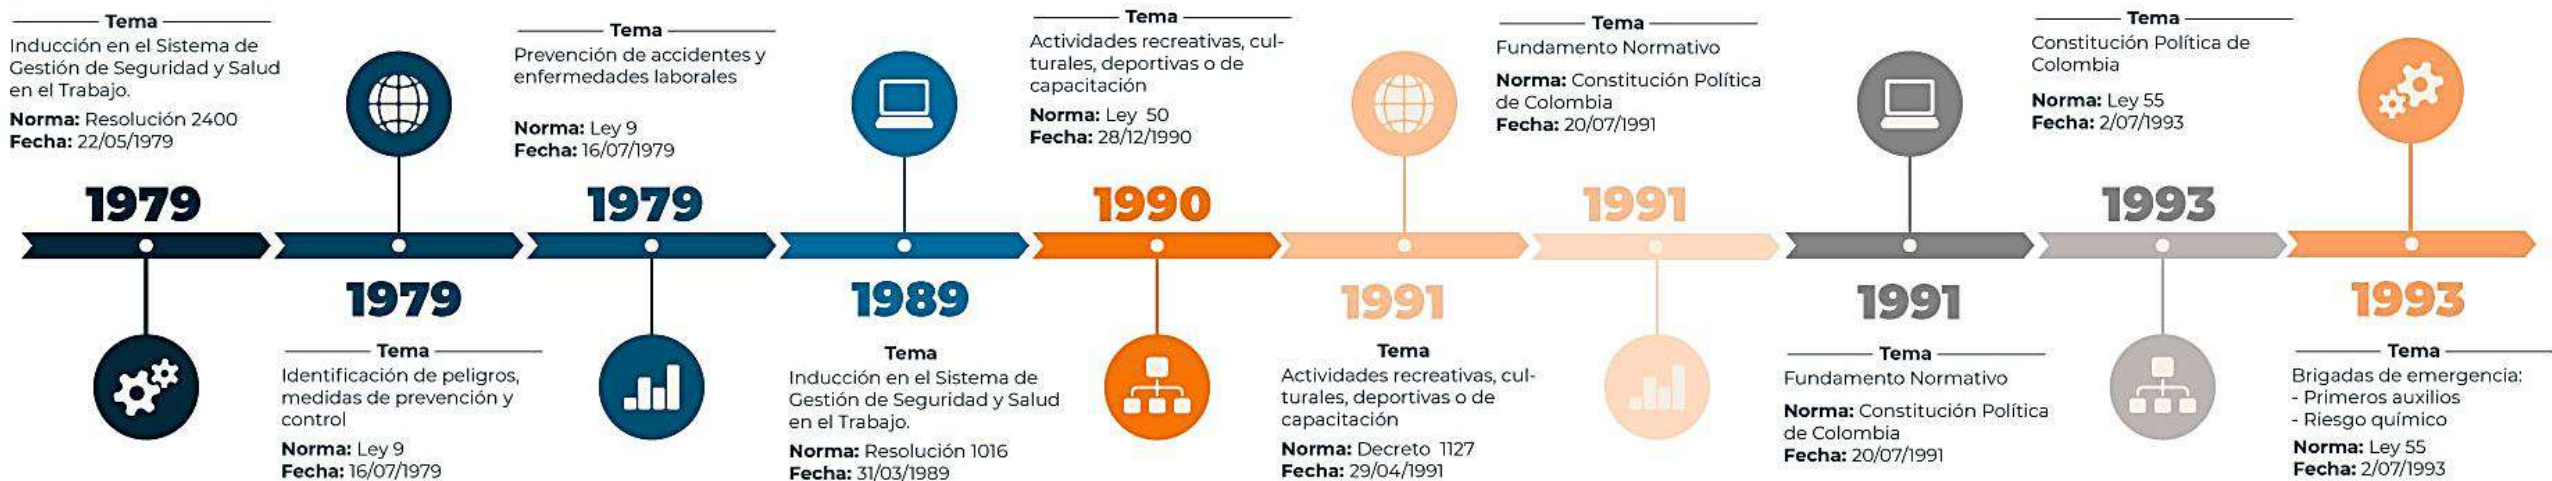 Tema
Inducción en el Sistema de
Gestión de Seguridad y Salud
en el Trabajo.
Norma: Resolución 2400
Fecha: 22/05/1979
1979
1979
Tema
Identificación de peligros,
medidas de prevención y
control
Norma: Ley 9
Fecha: 16/07/1979
Tema
Prevención de accidentes y
enfermedades laborales
Norma: Ley 9
Fecha: 16/07/1979
1979
1989
Tema
Inducción en el Sistema de
Gestión de Seguridad y Salud
en el Trabajo.
Norma: Resolución 1016
Fecha: 31/03/1989
Tema
Actividades recreativas, cul-
turales, deportivas o de
capacitación
Norma: Ley 50
Fecha: 28/12/1990
1990
1991
Tema
Actividades recreativas, cul-
turales, deportivas o de
capacitación
Norma: Decreto 1127
Fecha: 29/04/1991
Tema
Fundamento Normativo
Norma: Constitución Política
de Colombia
Fecha: 20/07/1991
1991
1991
Tema
Fundamento Normativo
Norma: Constitución Política
de Colombia
Fecha: 20/07/1991
Tema
Constitución Política de
Colombia
Norma: Ley 55
Fecha: 2/07/1993
1993
1993
Tema
Brigadas de emergencia:
- Primeros auxilios
- Riesgo químico
Norma: Ley 55
Fecha: 2/07/1993